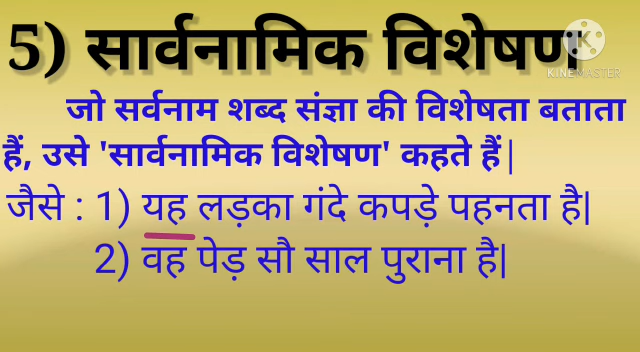 5) सार्वनामिक विशेषण
KINEMASTER
जो सर्वनाम शब्द संज्ञा की विशेषता बताता
हैं, उसे 'सार्वनामिक विशेषण' कहते हैं|
जैसे : 1) यह लड़का गंदे कपड़े पहनता है|
2) वह पेड़ सौ साल पुराना है|